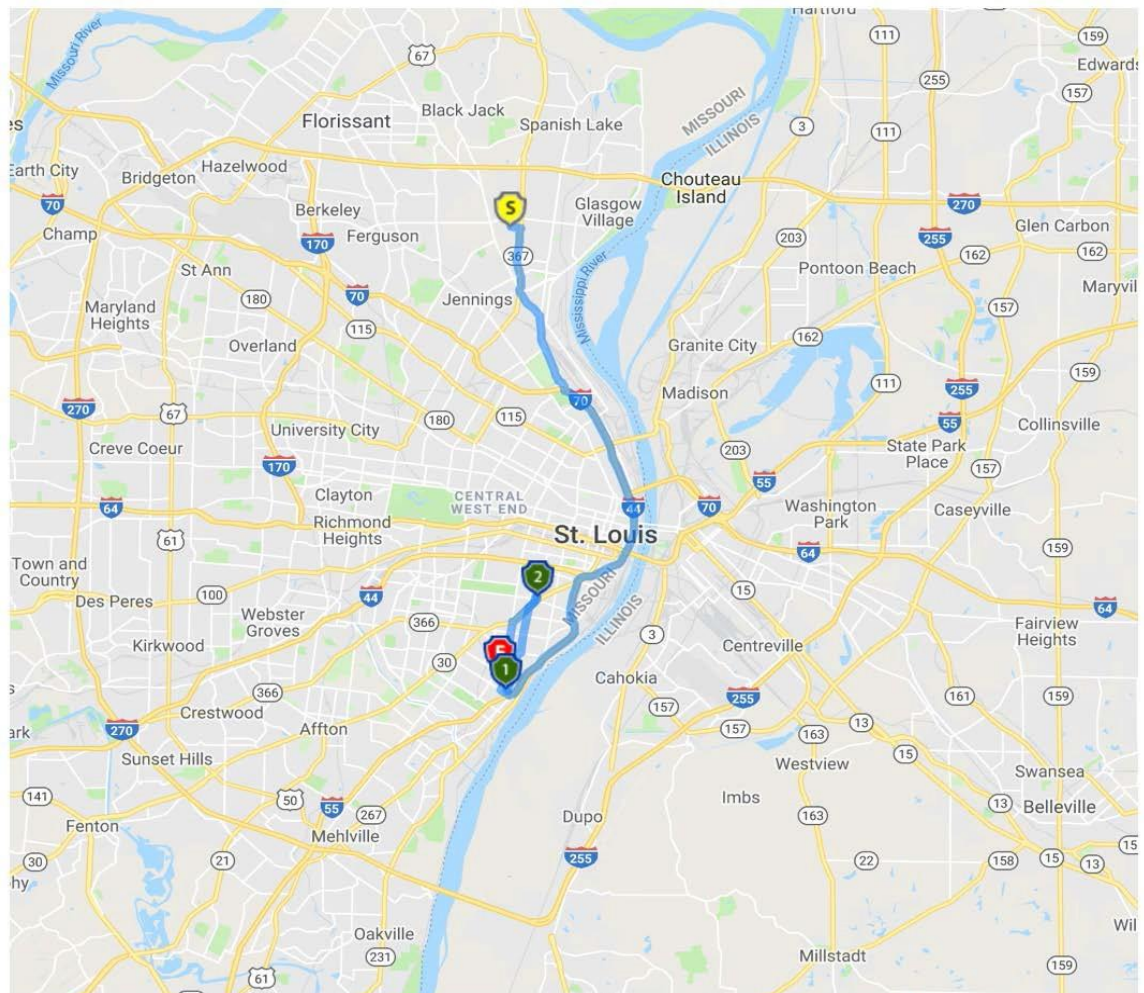 Hartford
111
159
Missouri River
67
255
Edwards
Black Jack
157
Florissant
Spanish Lake
MISSOURI
ILLINOIS
3
111
es
Hazelwood
Earth City
Bridgeton
Chouteau
Island
70
S
Glasgow
Village
270
Berkeley
Ferguson
255
Glen Carbon
Champ
170
203
367
162
162
St Ann
Pontoon Beach
70
Jennings
Maryvil
180
Mississippi River
157
Maryland
Heights
115
162
Overland
Granite City
159
Madison
111
255
70
270
67
115
180
55
Collinsville
University City
State Park
Place
Creve Coeur
203
170
157
55
Clayton
CENTRAL
WEST END
64
44
70
Washington
Park
Caseyville
Richmond
Heights
St. Louis
61
159
64
Town and
Country
2
MISSOURI
ILLINOIS
15
44
Des Peres
100
64
Webster
Groves
366
Fairview
Heights
3
Kirkwood
Centreville
30
1
Cahokia
366
161
159
255
Crestwood
157
ark
270
Affton
157
163
13
15
Sunset Hills
Westview
Swansea
141
50
55
Imbs
13
Belleville
267
Dupo
163
Fenton
Mehlville
15
30
21
255
22
158
15
13
phy
Wil
Oakville
231
Millstadt
61
159